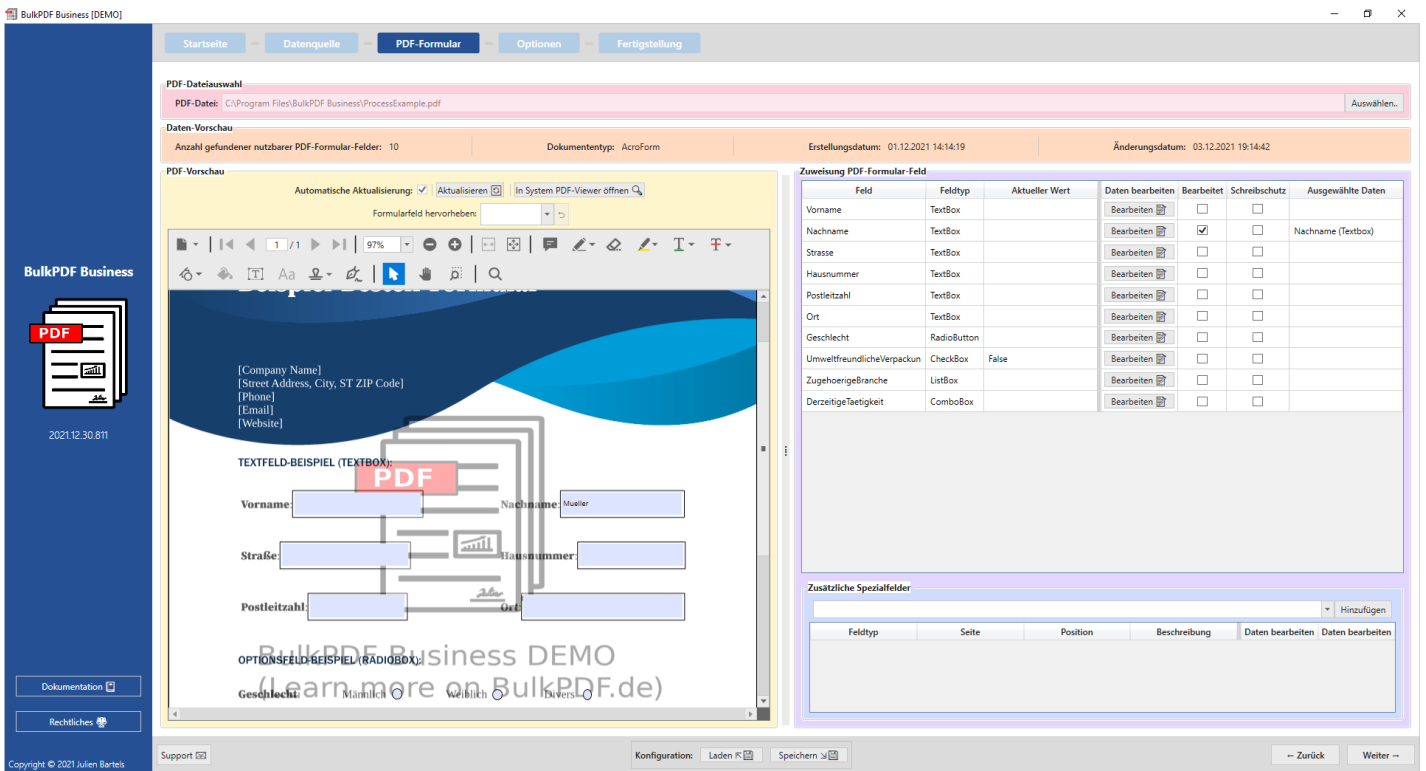 BulkPDF Business [DEMO]
Startseite
Datenquelle
PDF-Formular
Optionen
Fertigstellung
PDF-Dateiauswahl
PDF-Datei: C:\Program Files\BulkPDF Business\ProcessExample.pdf Auswählen..
Daten-Vorschau
Anzahl gefundener nutzbarer PDF-Formular-Felder: 10 Dokumententyp: AcroForm Erstellungsdatum: 01.12.2021 14:14:19 Änderungsdatum: 03.12.2021 19:14:42
BulkPDF Business
PDF
2021.12.30.811
Dokumentation
Rechtliches
Copyright © 2021 Julien Bartels
PDF-Vorschau
Automatische Aktualisierung: Aktualisieren In System PDF-Viewer öffnen
Formularfeld hervorheben:
1 / 1 97%
[Company Name]
[Street Address, City, ST ZIP Code]
[Phone]
[Email]
[Website]
TEXTFELD-BEISPIEL (TEXTBOX):
PDF
Vorname: Nachname: Mueller
Straße: Hausnummer:
Postleitzahl: Ort:
BulkPDF Business DEMO
OPTIONSFELD-BEISPIEL (RADIOBOX):
(Learn more on BulkPDF.de)
Geschlecht: Männlich Weiblich Divers
Zuweisung PDF-Formular-Feld
Feld Feldtyp Aktueller Wert Daten bearbeiten Bearbeitet Schreibschutz Ausgewählte Daten
Vorname TextBox Bearbeiten
Nachname TextBox Bearbeiten Nachname (Textbox)
Strasse TextBox Bearbeiten
Hausnummer TextBox Bearbeiten
Postleitzahl TextBox Bearbeiten
Ort TextBox Bearbeiten
Geschlecht RadioButton Bearbeiten
UmweltfreundlicheVerpackun CheckBox False Bearbeiten
ZugehoerigeBranche ListBox Bearbeiten
DerzeitigeTaetigkeit ComboBox Bearbeiten
Zusätzliche Spezialfelder
Hinzufügen
Feldtyp Seite Position Beschreibung Daten bearbeiten Daten bearbeiten
Support
Konfiguration: Laden Speichern
← Zurück Weiter →